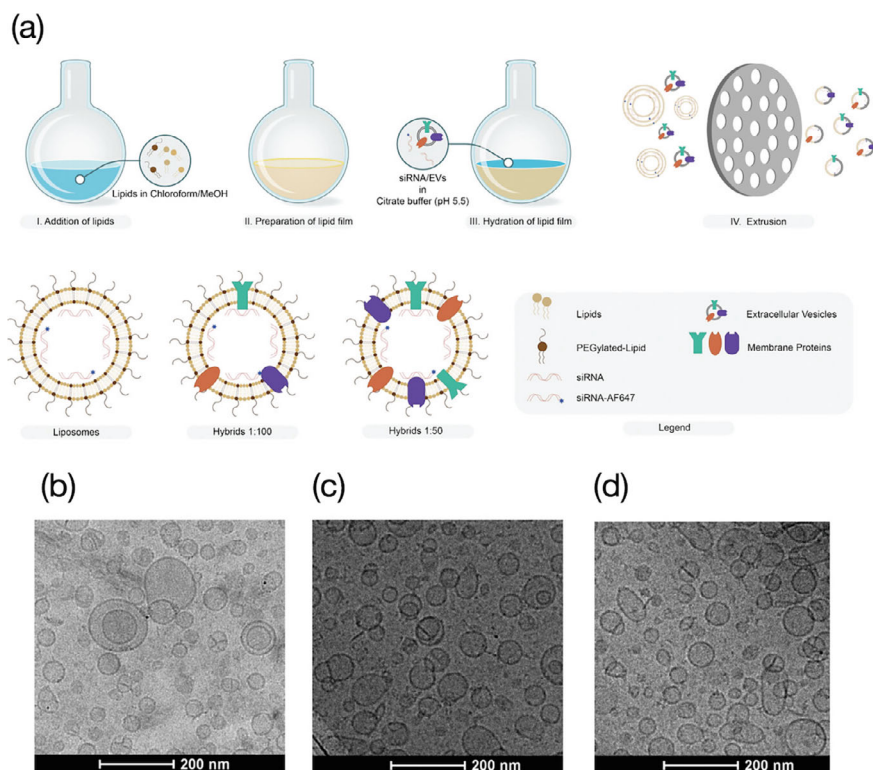 (a)
Lipids in Chloroform/MeOH
siRNA/EVs
in
Citrate buffer (pH 5.5)
I. Addition of lipids
II. Preparation of lipid film
III. Hydration of lipid film
IV. Extrusion
Lipids
Extracellular Vesicles
PEGylated-Lipid
Membrane Proteins
siRNA
siRNA-AF647
Liposomes
Hybrids 1:100
Hybrids 1:50
Legend
(b)
(c)
(d)
200 nm
200 nm
200 nm